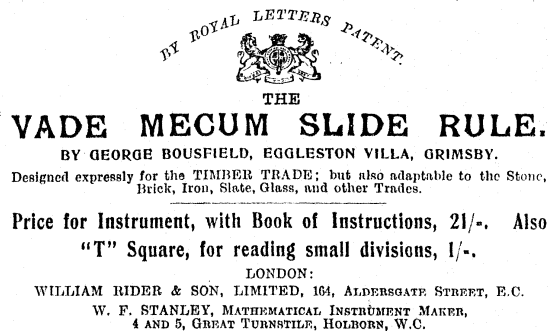 BY ROYAL LETTERS PATENT.
THE
VADE MECUM SLIDE RULE.
BY GEORGE BOUSFIELD, EGGLESTON VILLA, GRIMSBY.
Designed expressly for the TIMBER TRADE; but also adaptable to the Stone,
Brick, Iron, Slate, Glass, and other Trades.
Price for Instrument, with Book of Instructions, 21/-. Also
"T" Square, for reading small divisions, 1/-.
LONDON:
WILLIAM RIDER & SON, LIMITED, 164, ALDERSGATE STREET, E.C.
W. F. STANLEY, MATHEMATICAL INSTRUMENT MAKER,
4 AND 5, GREAT TURNSTILE, HOLBORN, W.C.